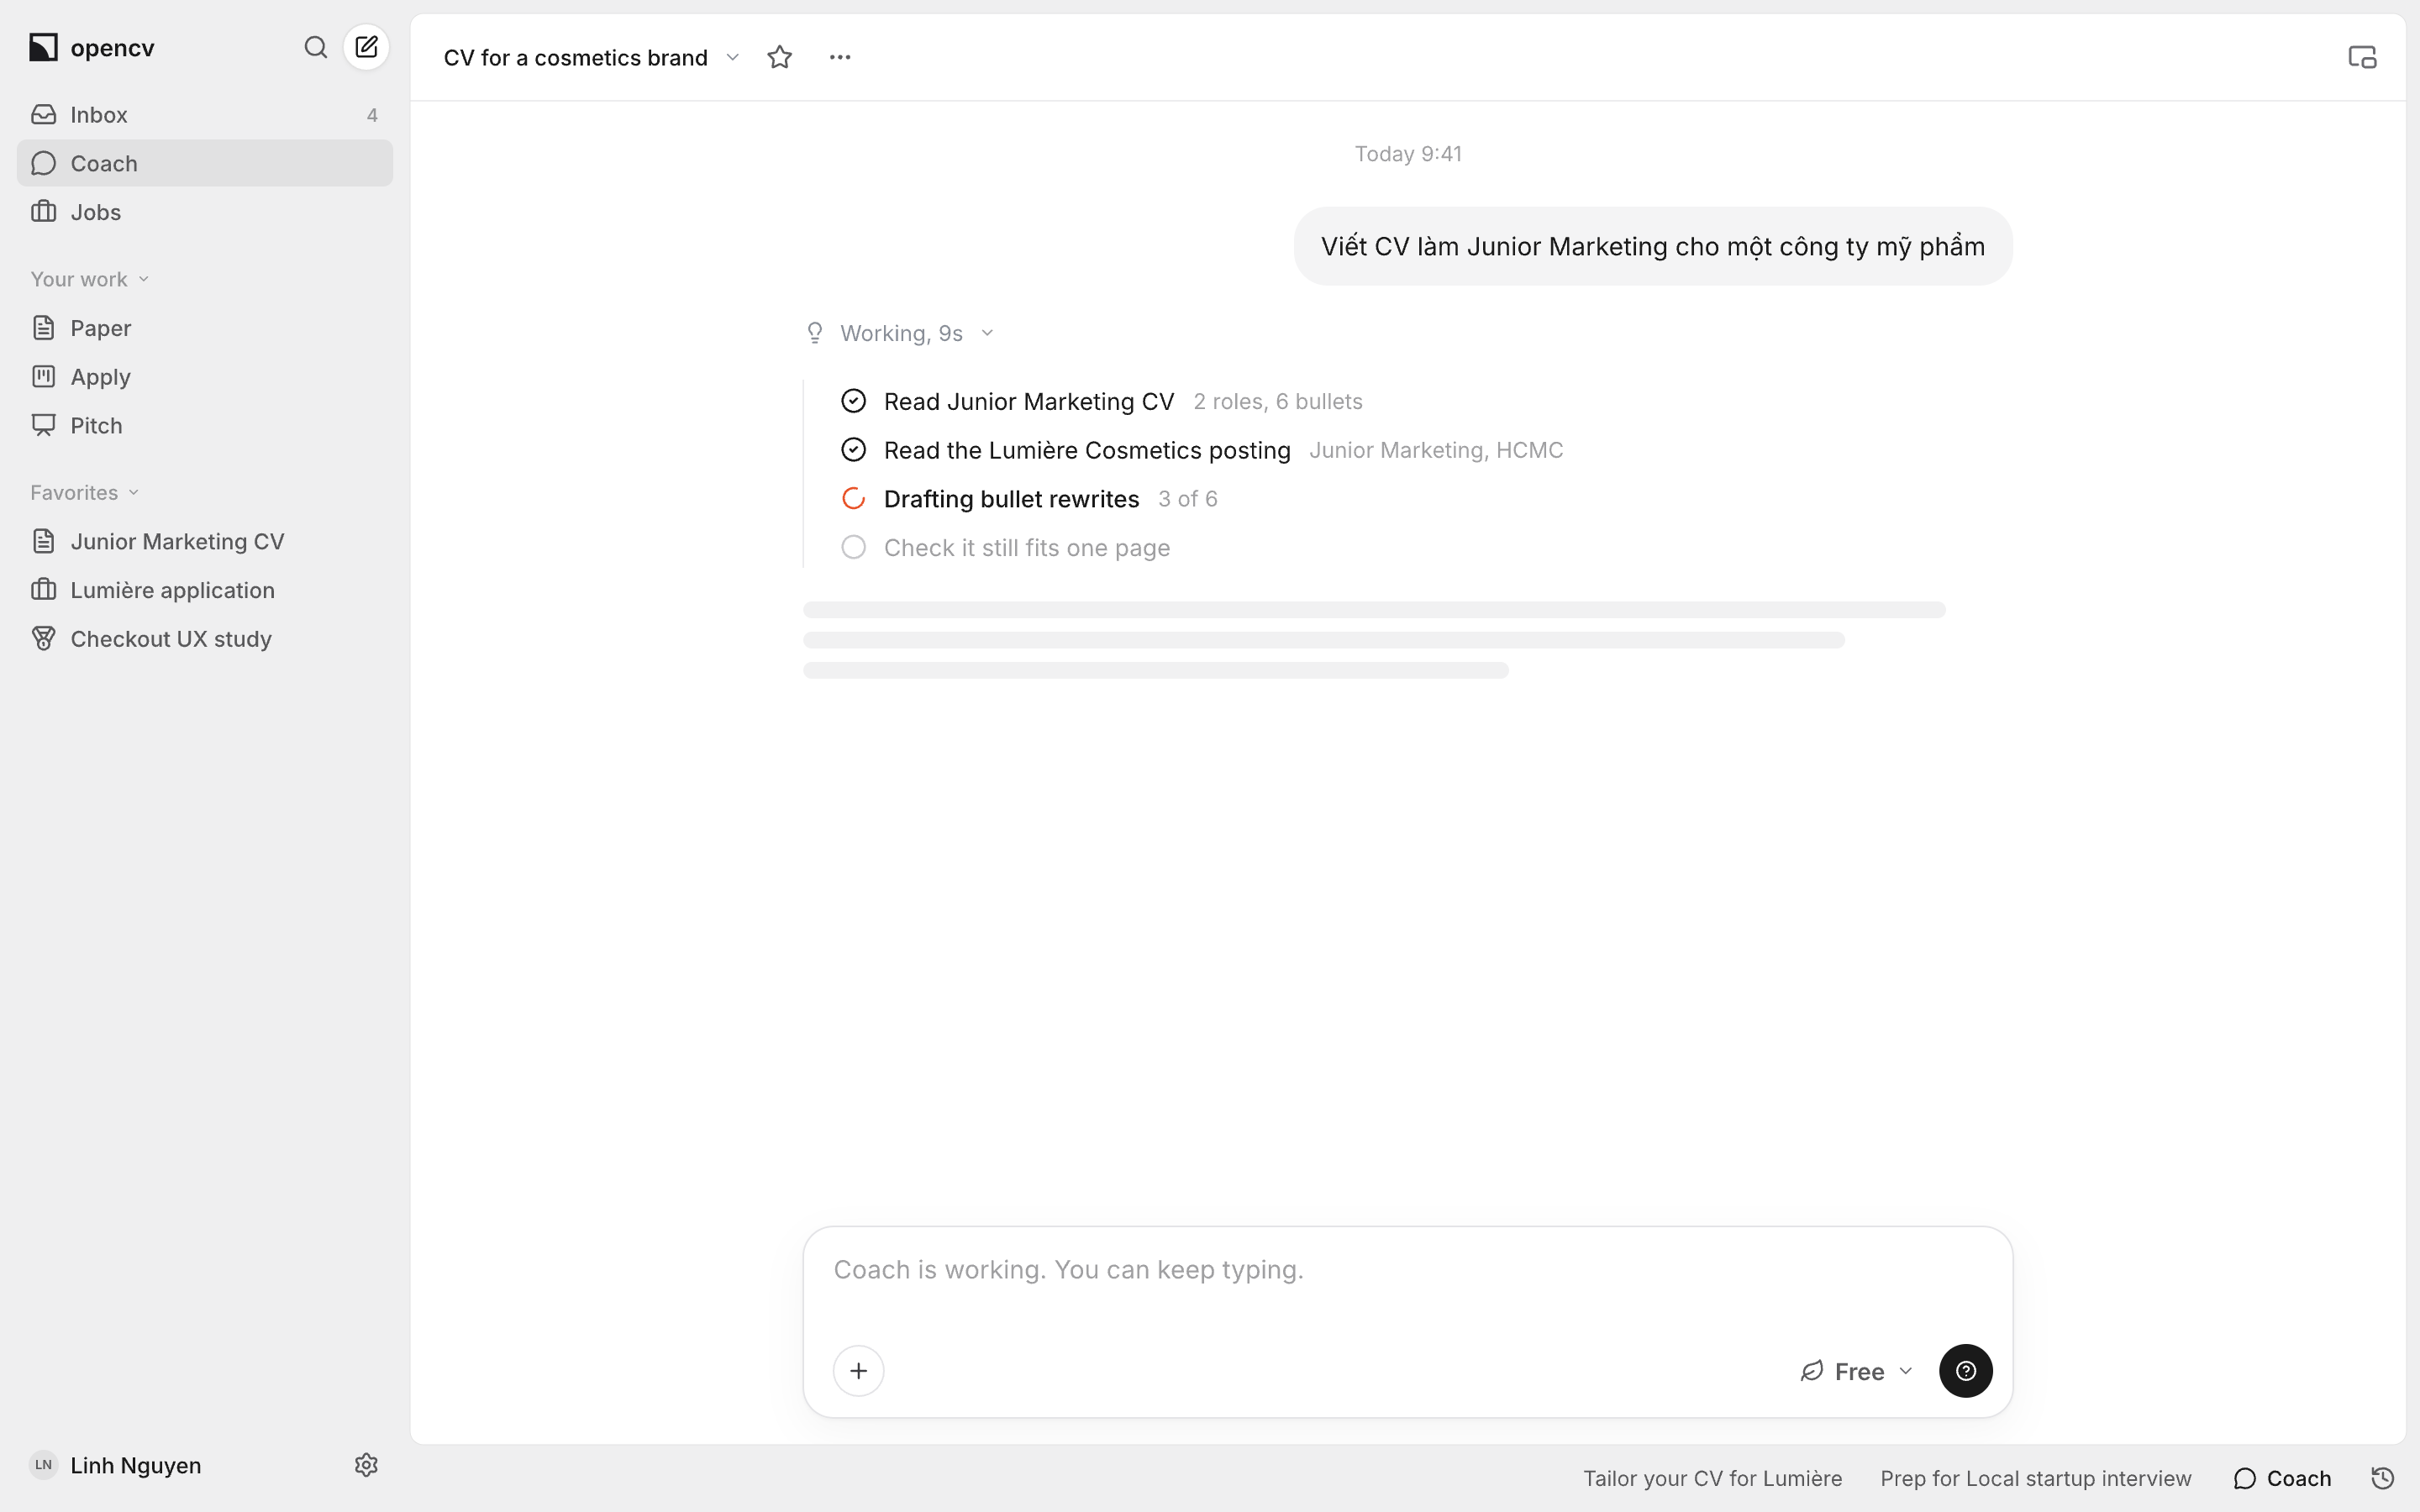 opencv
Inbox 4
Coach
Jobs
Your work
Paper
Apply
Pitch
Favorites
Junior Marketing CV
Lumière application
Checkout UX study
LN Linh Nguyen
CV for a cosmetics brand
Today 9:41
Viết CV làm Junior Marketing cho một công ty mỹ phẩm
Working, 9s
Read Junior Marketing CV 2 roles, 6 bullets
Read the Lumière Cosmetics posting Junior Marketing, HCMC
Drafting bullet rewrites 3 of 6
Check it still fits one page
Coach is working. You can keep typing.
Free
Tailor your CV for Lumière Prep for Local startup interview Coach